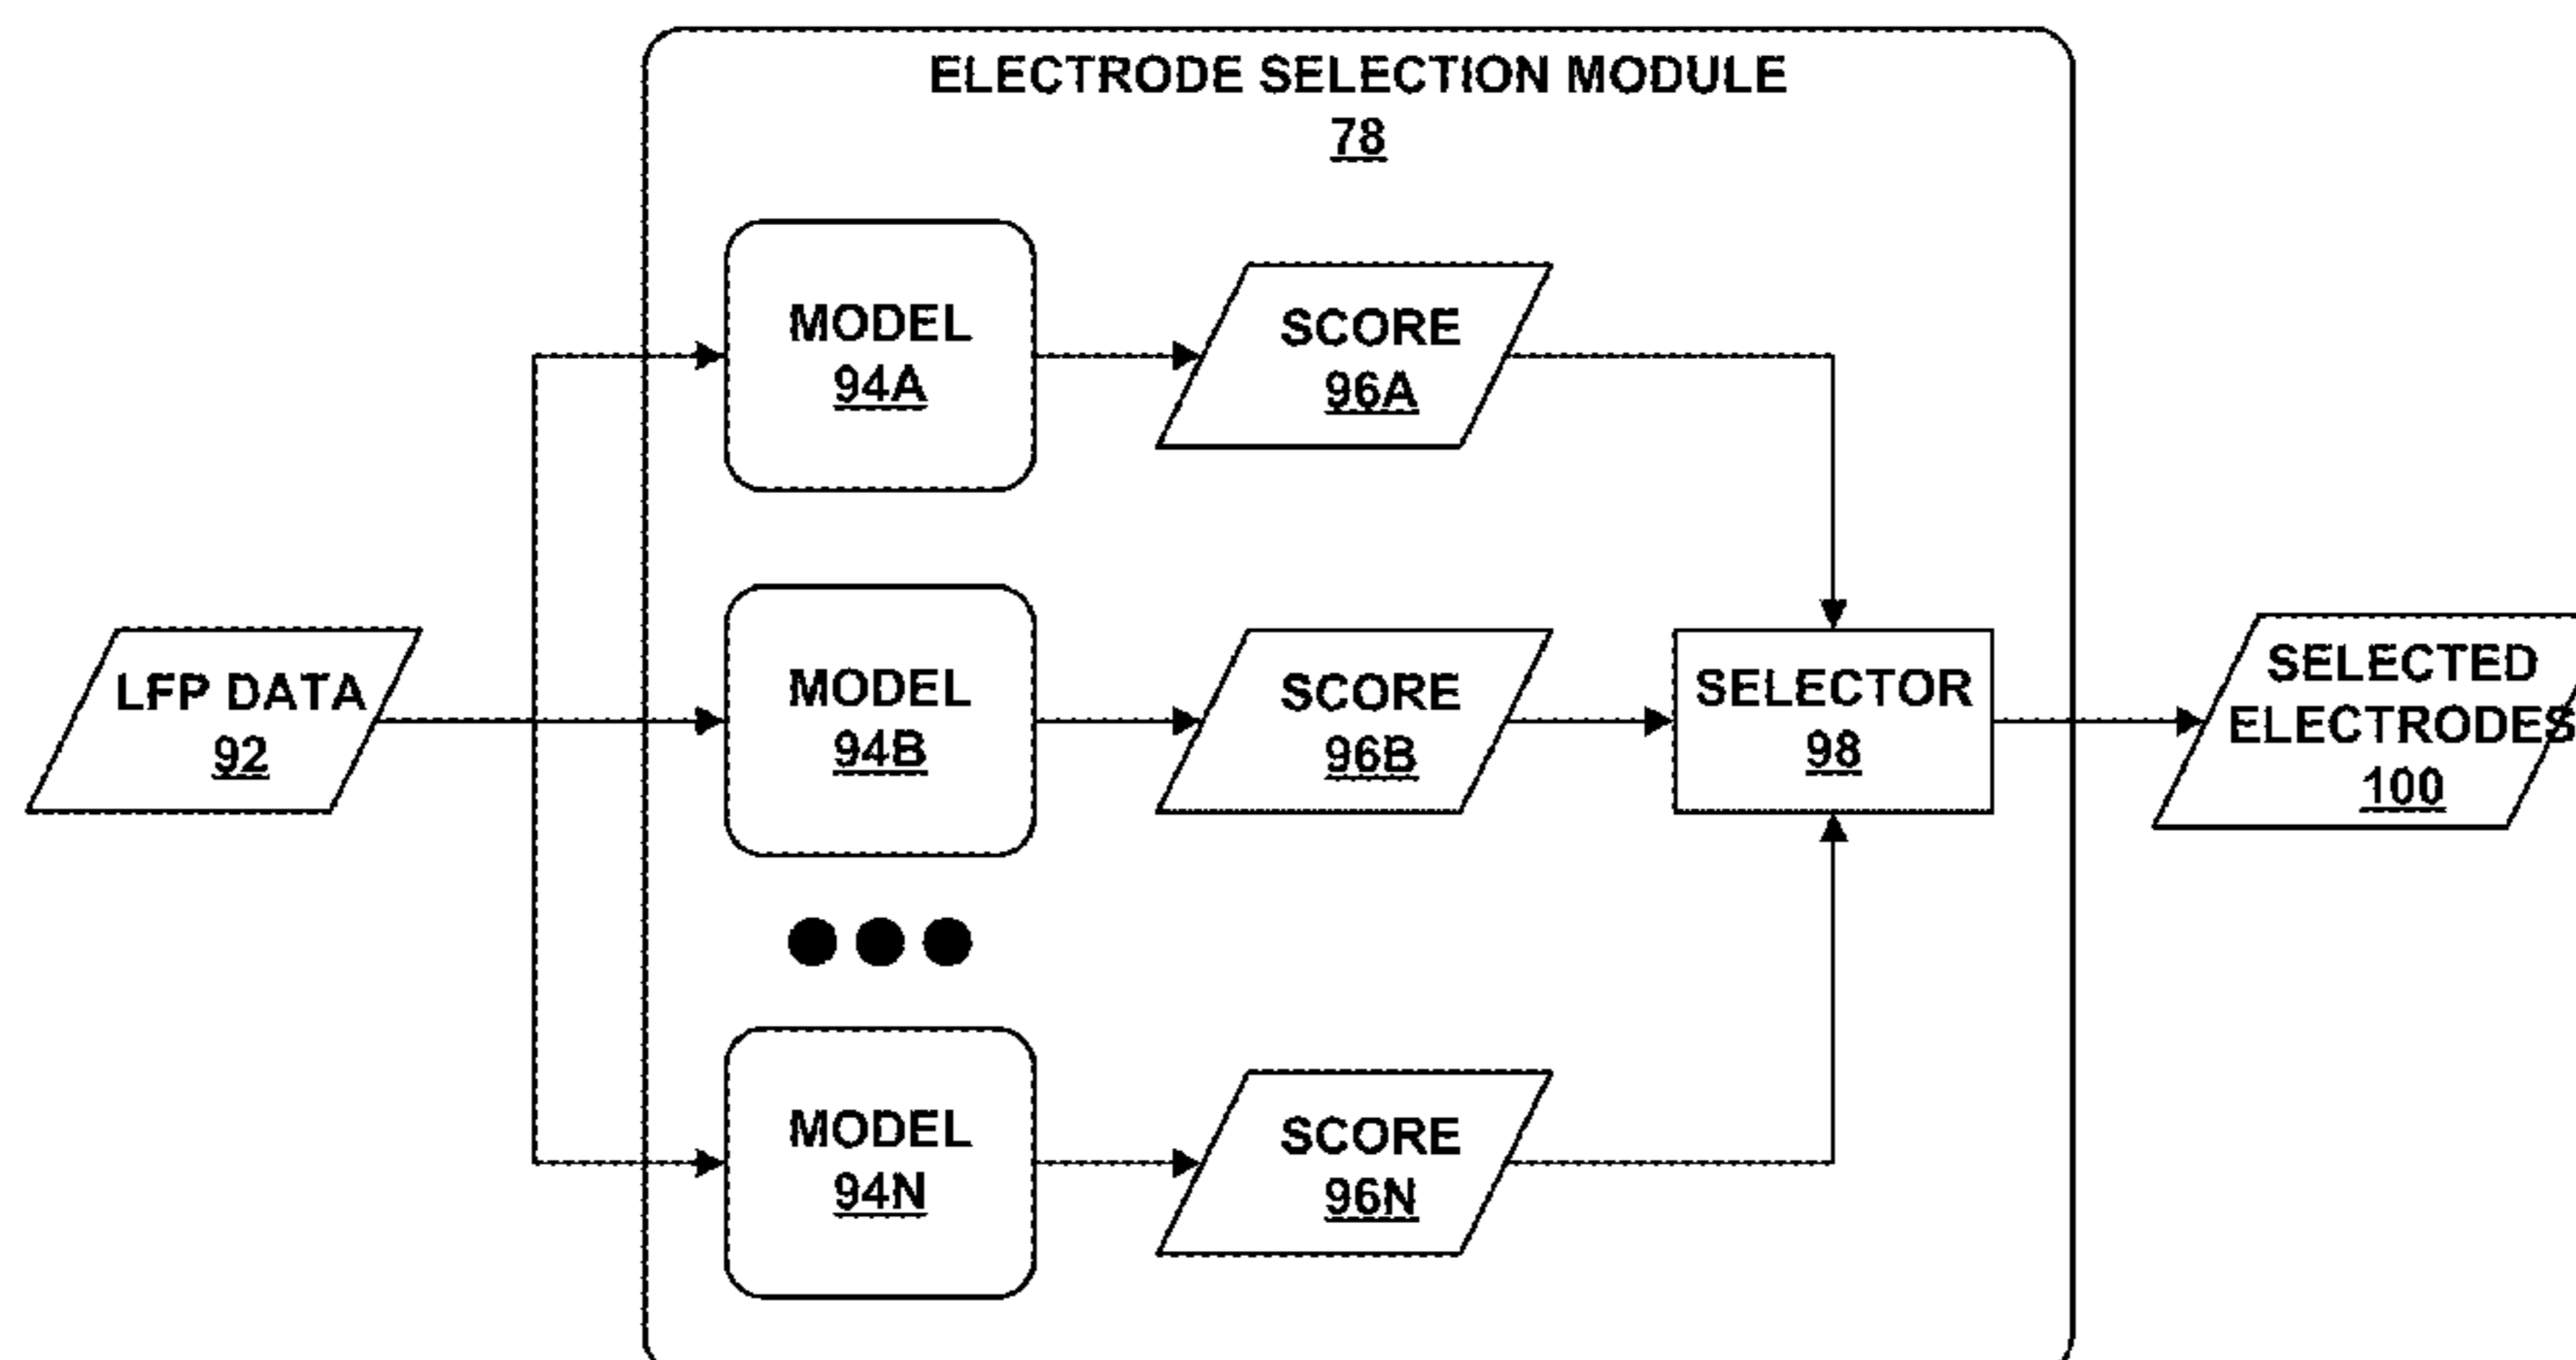 ELECTRODE SELECTION MODULE
78
MODEL
94A
SCORE
96A
LFP DATA
92
MODEL
94B
SCORE
96B
SELECTOR
98
SELECTED
ELECTRODES
100
MODEL
94N
SCORE
96N